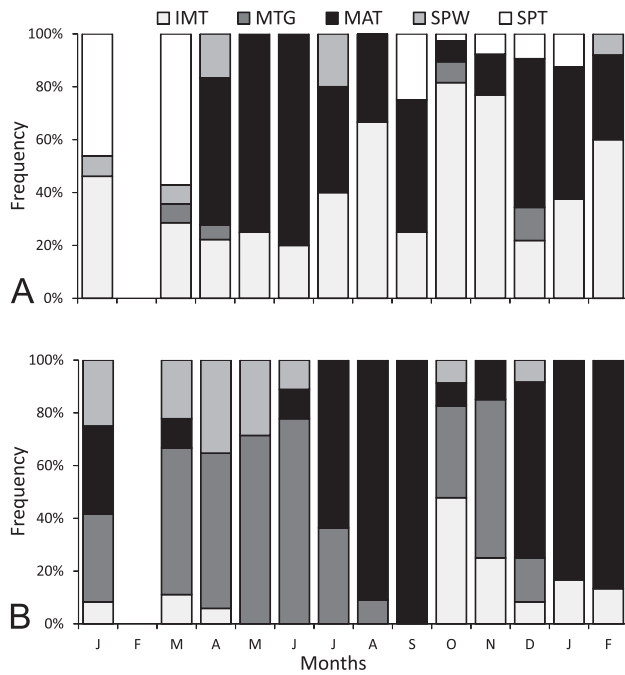 IMT MTG MAT SPW SPT
100%
80%
60%
40%
20%
0%
Frequency
A
100%
80%
60%
40%
20%
0%
Frequency
B
J F M A M J J A S O N D J F
Months